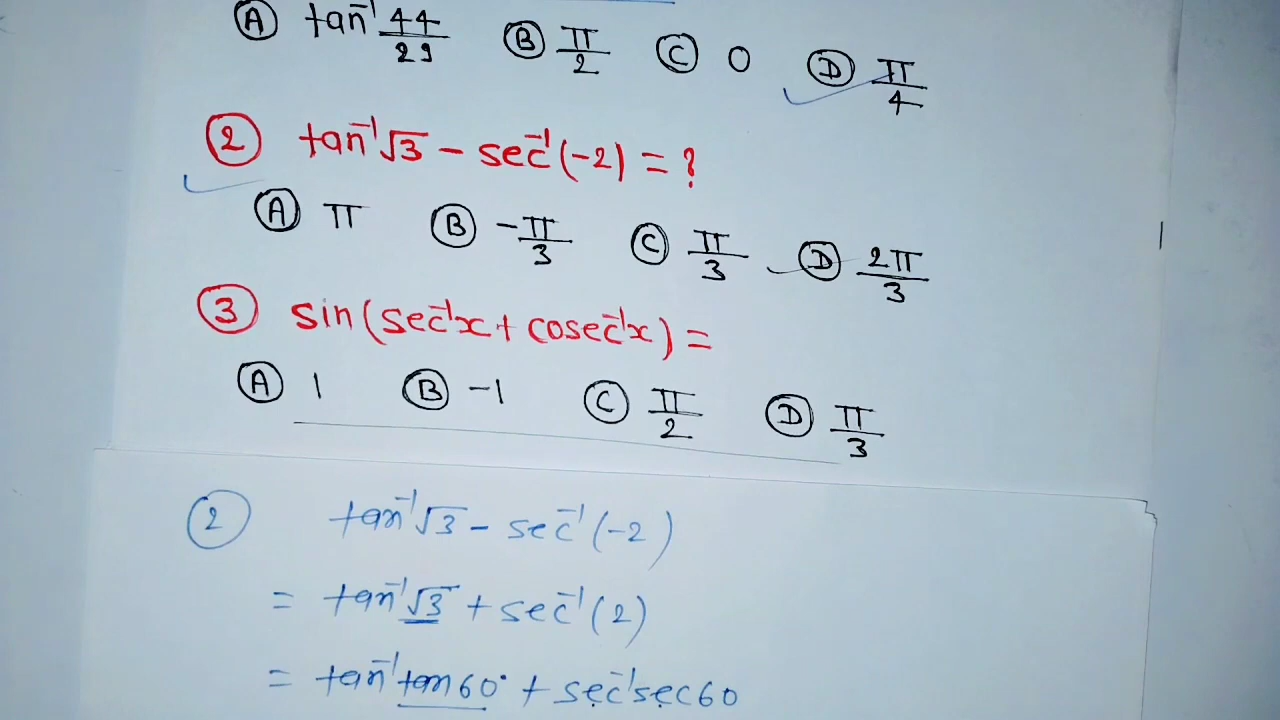 Ⓐ tan⁻¹ 44/29 Ⓑ π/2 Ⓒ 0 Ⓓ π/4
② tan⁻¹√3 - sec⁻¹(-2) = ?
Ⓐ π Ⓑ -π/3 Ⓒ π/3 Ⓓ 2π/3
③ sin(sec⁻¹x + cosec⁻¹x) =
Ⓐ 1 Ⓑ -1 Ⓒ π/2 Ⓓ π/3
② tan⁻¹√3 - sec⁻¹(-2)
= tan⁻¹√3 + sec⁻¹(2)
= tan⁻¹tan60° + sec⁻¹sec60